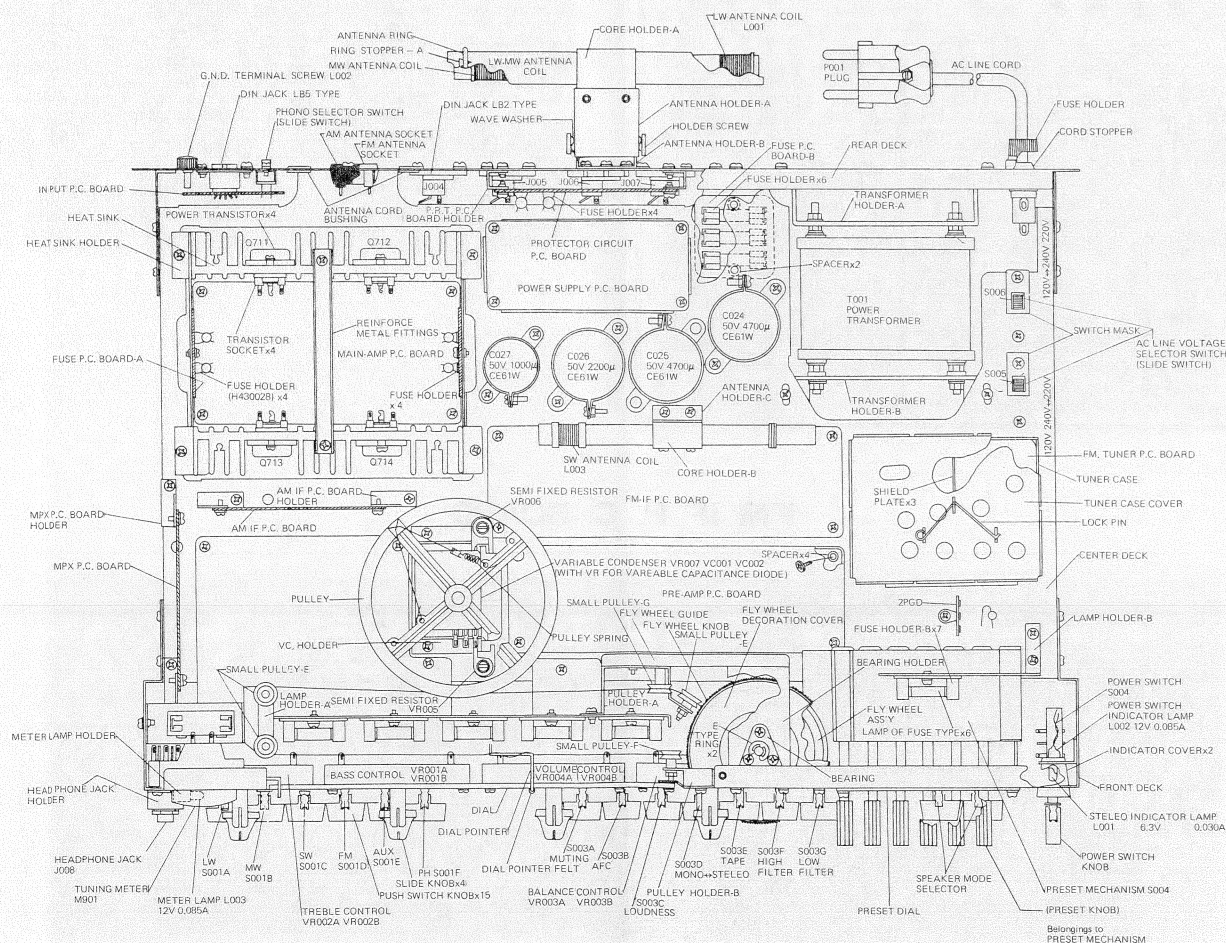 LW ANTENNA COIL
L001
CORE HOLDER-A
ANTENNA RING
RING STOPPER - A
MW ANTENNA COIL
LW-MW ANTENNA
COIL
P001
PLUG
AC LINE CORD
G.N.D. TERMINAL SCREW L002
DIN JACK LB5 TYPE
PHONO SELECTOR SWITCH
(SLIDE SWITCH)
AM ANTENNA SOCKET
FM ANTENNA
SOCKET
DIN JACK LB2 TYPE
WAVE WASHER
ANTENNA HOLDER-A
HOLDER SCREW
ANTENNA HOLDER-B
FUSE P.C.
BOARD-B
REAR DECK
FUSE HOLDER
CORD STOPPER
INPUT P.C. BOARD
J004
J005
J006
J007
FUSE HOLDERx6
TRANSFORMER
HOLDER-A
HEAT SINK
POWER TRANSISTORx4
ANTENNA CORD
BUSHING
P.R.T. P.C.
BOARD HOLDER
FUSE HOLDERx4
HEAT SINK HOLDER
Q711
Q712
PROTECTOR CIRCUIT
P.C. BOARD
POWER SUPPLY P.C. BOARD
SPACERx2
120V↔240V 220V
S006
T001
POWER
TRANSFORMER
C024
50V 4700µ
CE61W
SWITCH MASK
AC LINE VOLTAGE
SELECTOR SWITCH
(SLIDE SWITCH)
TRANSISTOR
SOCKETx4
REINFORCE
METAL FITTINGS
MAIN-AMP P.C. BOARD
FUSE P.C. BOARD-A
C027
50V 1000µ
CE61W
C026
50V 2200µ
CE61W
C025
50V 4700µ
CE61W
S005
FUSE HOLDER
(H430028) x4
FUSE HOLDER
x 4
ANTENNA
HOLDER-C
TRANSFORMER
HOLDER-B
120V 240V↔220V
Q713
Q714
SW ANTENNA COIL
L003
CORE HOLDER-B
FM. TUNER P.C. BOARD
TUNER CASE
SHIELD
PLATEx3
TUNER CASE COVER
LOCK PIN
AM IF P.C. BOARD
HOLDER
SEMI FIXED RESISTOR
VR006
FM-IF P.C. BOARD
MPX P.C. BOARD
HOLDER
AM IF P.C. BOARD
SPACERx4
CENTER DECK
MPX P.C. BOARD
VARIABLE CONDENSER VR007 VC001 VC002
(WITH VR FOR VAREABLE CAPACITANCE DIODE)
PRE-AMP P.C. BOARD
PULLEY
SMALL PULLEY-G
FLY WHEEL GUIDE
FLY WHEEL KNOB
SMALL PULLEY
-E
FLY WHEEL
DECORATION COVER
2PGD
FUSE HOLDER-Bx7
LAMP HOLDER-B
VC, HOLDER
PULLEY SPRING
SMALL PULLEY-E
LAMP
HOLDER-A
SEMI FIXED RESISTOR
VR005
PULLEY
HOLDER-A
BEARING HOLDER
FLY WHEEL
ASS'Y
LAMP OF FUSE TYPEx6
POWER SWITCH
S004
POWER SWITCH
INDICATOR LAMP
L002 12V 0,085A
METER LAMP HOLDER
E
TYPE
RING
x2
SMALL PULLEY-F
INDICATOR COVERx2
BASS CONTROL VR001A
VR001B
VOLUME CONTROL
VR004A VR004B
BEARING
FRONT DECK
HEADPHONE JACK
HOLDER
DIAL
DIAL POINTER
STELEO INDICATOR LAMP
L001 6.3V 0.030A
HEADPHONE JACK
J008
TUNING METER
M901
LW
S001A
MW
S001B
SW
S001C
FM
S001D
AUX
S001E
PH S001F
SLIDE KNOBx4
PUSH SWITCH KNOBx15
DIAL POINTER FELT
S003A
MUTING
S003B
AFC
S003D
MONO↔STELEO
S003E
TAPE
S003F
HIGH
FILTER
S003G
LOW
FILTER
POWER SWITCH
KNOB
METER LAMP L003
12V 0,085A
TREBLE CONTROL
VR002A VR002B
BALANCE CONTROL
VR003A VR003B
S003C
LOUDNESS
PULLEY HOLDER-B
SPEAKER MODE
SELECTOR
PRESET DIAL
PRESET MECHANISM S004
(PRESET KNOB)
Belongings to
PRESET MECHANISM